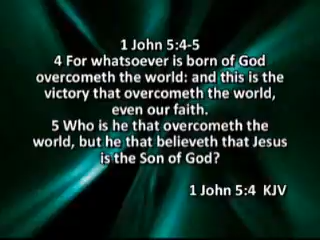 1 John 5:4-5
4 For whatsoever is born of God
overcometh the world: and this is the
victory that overcometh the world,
even our faith.
5 Who is he that overcometh the
world, but he that believeth that Jesus
is the Son of God?
1 John 5:4 KJV